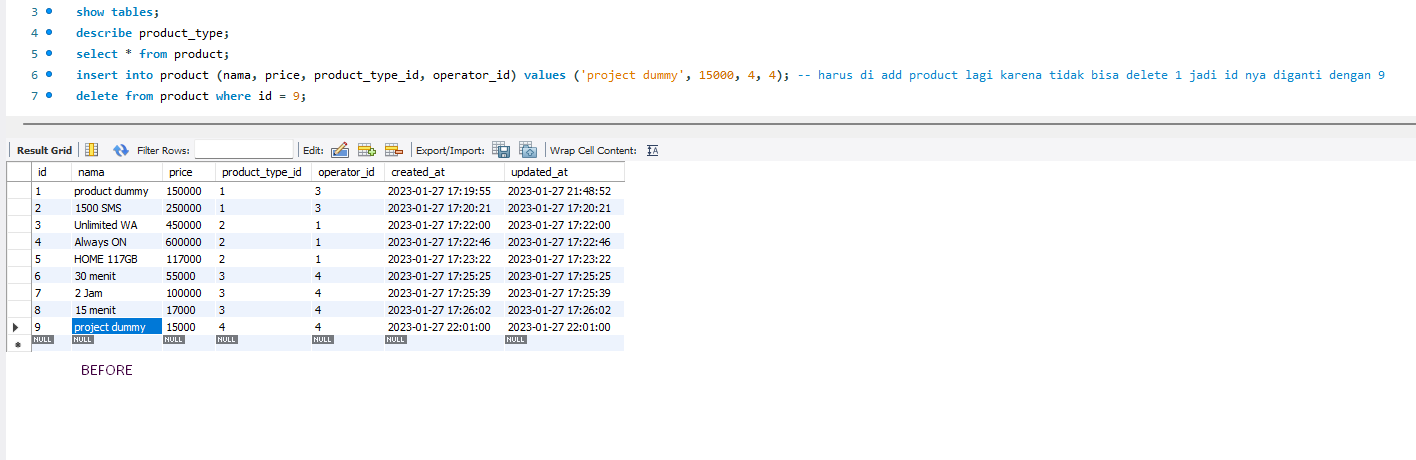 3 show tables;
4 describe product_type;
5 select * from product;
6 insert into product (nama, price, product_type_id, operator_id) values ('project dummy', 15000, 4, 4); -- harus di add product lagi karena tidak bisa delete 1 jadi id nya diganti dengan 9
7 delete from product where id = 9;
Result Grid Filter Rows: Edit: Export/Import: Wrap Cell Content: IA
id nama price product_type_id operator_id created_at updated_at
1 product dummy 150000 1 3 2023-01-27 17:19:55 2023-01-27 21:48:52
2 1500 SMS 250000 1 3 2023-01-27 17:20:21 2023-01-27 17:20:21
3 Unlimited WA 450000 2 1 2023-01-27 17:22:00 2023-01-27 17:22:00
4 Always ON 600000 2 1 2023-01-27 17:22:46 2023-01-27 17:22:46
5 HOME 117GB 117000 2 1 2023-01-27 17:23:22 2023-01-27 17:23:22
6 30 menit 55000 3 4 2023-01-27 17:25:25 2023-01-27 17:25:25
7 2 Jam 100000 3 4 2023-01-27 17:25:39 2023-01-27 17:25:39
8 15 menit 17000 3 4 2023-01-27 17:26:02 2023-01-27 17:26:02
9 project dummy 15000 4 4 2023-01-27 22:01:00 2023-01-27 22:01:00
NULL NULL NULL NULL NULL NULL NULL
BEFORE